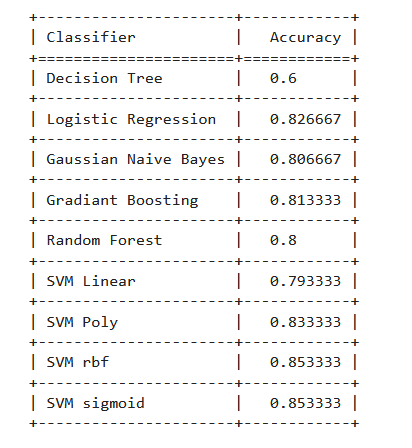 Classifier Accuracy
Decision Tree 0.6
Logistic Regression 0.826667
Gaussian Naive Bayes 0.806667
Gradiant Boosting 0.813333
Random Forest 0.8
SVM Linear 0.793333
SVM Poly 0.833333
SVM rbf 0.853333
SVM sigmoid 0.853333